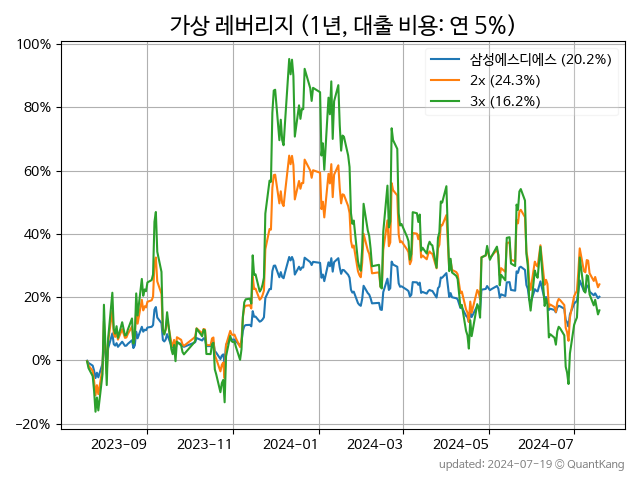 가상 레버리지 (1년, 대출 비용: 연 5%)
100%
80%
60%
40%
20%
0%
−20%
삼성에스디에스 (20.2%)
2x (24.3%)
3x (16.2%)
2023-09
2023-11
2024-01
2024-03
2024-05
2024-07
updated: 2024-07-19 © QuantKang